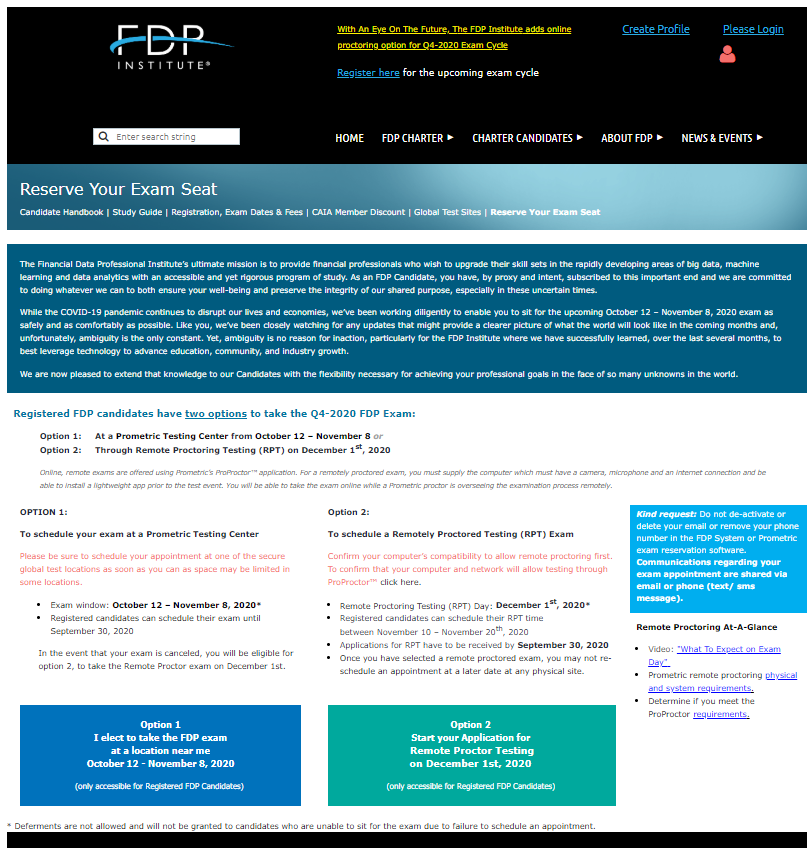 FDP
INSTITUTE®
With An Eye On The Future, The FDP Institute adds online
proctoring option for Q4-2020 Exam Cycle
Register here for the upcoming exam cycle
Create Profile
Please Login
Enter search string
HOME
FDP CHARTER ►
CHARTER CANDIDATES ►
ABOUT FDP ►
NEWS & EVENTS ►
Reserve Your Exam Seat
Candidate Handbook | Study Guide | Registration, Exam Dates & Fees | CAIA Member Discount | Global Test Sites | Reserve Your Exam Seat
The Financial Data Professional Institute's ultimate mission is to provide financial professionals who wish to upgrade their skill sets in the rapidly developing areas of big data, machine
learning and data analytics with an accessible and yet rigorous program of study. As an FDP Candidate, you have, by proxy and intent, subscribed to this important end and we are committed
to doing whatever we can to both ensure your well-being and preserve the integrity of our shared purpose, especially in these uncertain times.
While the COVID-19 pandemic continues to disrupt our lives and economies, we've been working diligently to enable you to sit for the upcoming October 12 – November 8, 2020 exam as
safely and as comfortably as possible. Like you, we've been closely watching for any updates that might provide a clearer picture of what the world will look like in the coming months and,
unfortunately, ambiguity is the only constant. Yet, ambiguity is no reason for inaction, particularly for the FDP Institute where we have successfully learned, over the last several months, to
best leverage technology to advance education, community, and industry growth.
We are now pleased to extend that knowledge to our Candidates with the flexibility necessary for achieving your professional goals in the face of so many unknowns in the world.
Registered FDP candidates have two options to take the Q4-2020 FDP Exam:
Option 1: At a Prometric Testing Center from October 12 – November 8 or
Option 2: Through Remote Proctoring Testing (RPT) on December 1st, 2020
Online, remote exams are offered using Prometric's ProProctor™ application. For a remotely proctored exam, you must supply the computer which must have a camera, microphone and an internet connection and be
able to install a lightweight app prior to the test event. You will be able to take the exam online while a Prometric proctor is overseeing the examination process remotely.
OPTION 1:
To schedule your exam at a Prometric Testing Center
Please be sure to schedule your appointment at one of the secure
global test locations as soon as you can as space may be limited in
some locations.
• Exam window: October 12 – November 8, 2020*
• Registered candidates can schedule their exam until
September 30, 2020
In the event that your exam is canceled, you will be eligible for
option 2, to take the Remote Proctor exam on December 1st.
Option 2:
To schedule a Remotely Proctored Testing (RPT) Exam
Confirm your computer's compatibility to allow remote proctoring first.
To confirm that your computer and network will allow testing through
ProProctor™ click here.
• Remote Proctoring Testing (RPT) Day: December 1st, 2020*
• Registered candidates can schedule their RPT time
between November 10 – November 20th, 2020
• Applications for RPT have to be received by September 30, 2020
• Once you have selected a remote proctored exam, you may not re-
schedule an appointment at a later date at any physical site.
Kind request: Do not de-activate or
delete your email or remove your phone
number in the FDP System or Prometric
exam reservation software.
Communications regarding your
exam appointment are shared via
email or phone (text/ sms
message).
Remote Proctoring At-A-Glance
• Video: "What To Expect on Exam
Day"
• Prometric remote proctoring physical
and system requirements.
• Determine if you meet the
ProProctor requirements.
Option 1
I elect to take the FDP exam
at a location near me
October 12 - November 8, 2020
(only accessible for Registered FDP Candidates)
Option 2
Start your Application for
Remote Proctor Testing
on December 1st, 2020
(only accessible for Registered FDP Candidates)
* Deferments are not allowed and will not be granted to candidates who are unable to sit for the exam due to failure to schedule an appointment.